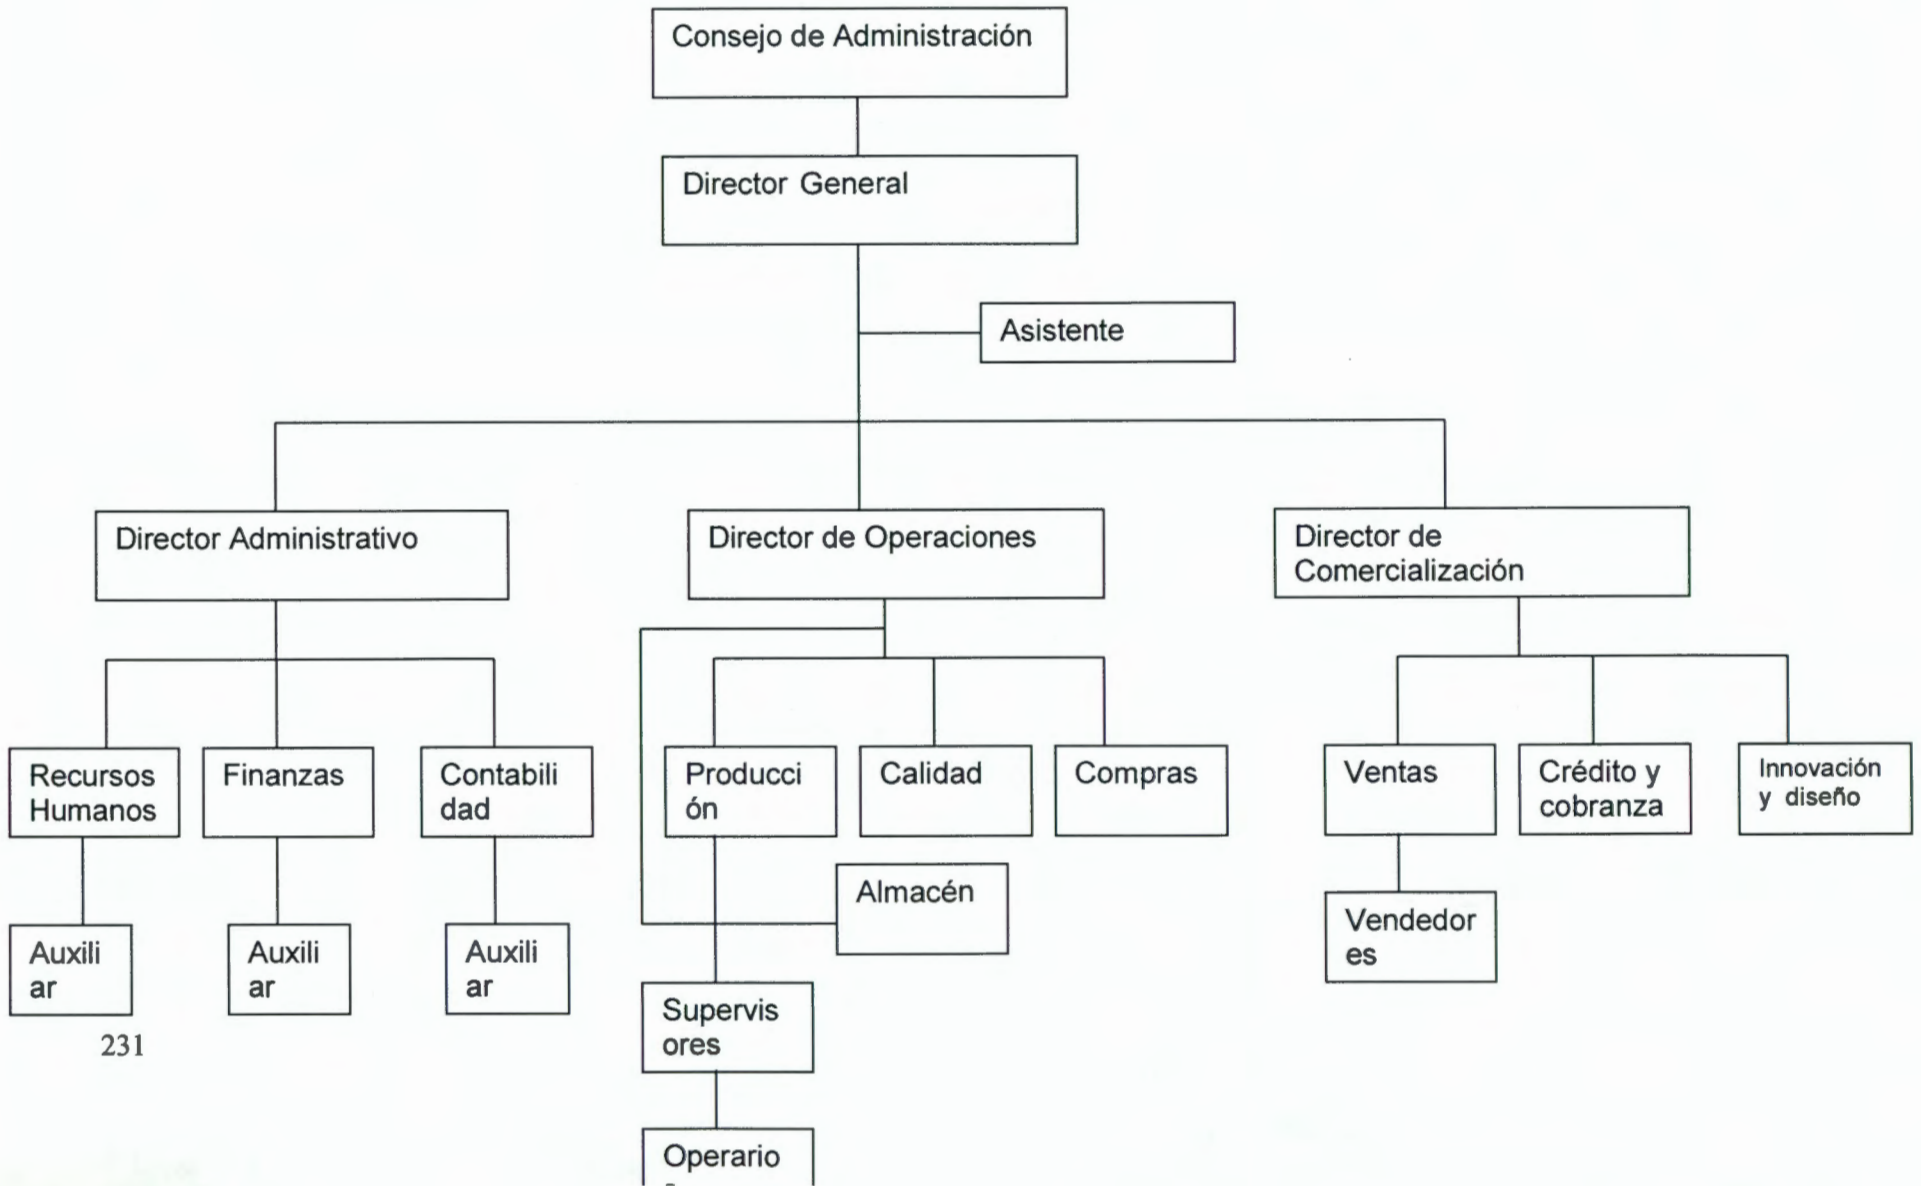 Consejo de Administración
Director General
Asistente
Director Administrativo
Director de Operaciones
Director de
Comercialización
Recursos
Humanos
Finanzas
Contabili
dad
Producci
ón
Calidad
Compras
Ventas
Crédito y
cobranza
Innovación
y diseño
Almacén
Vendedor
es
Auxili
ar
Auxili
ar
Auxili
ar
Supervis
ores
231
Operario